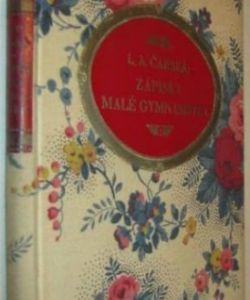 L. A. ČARSKÁ:
ZÁPISKY
MALÉ GYMNASISTKY